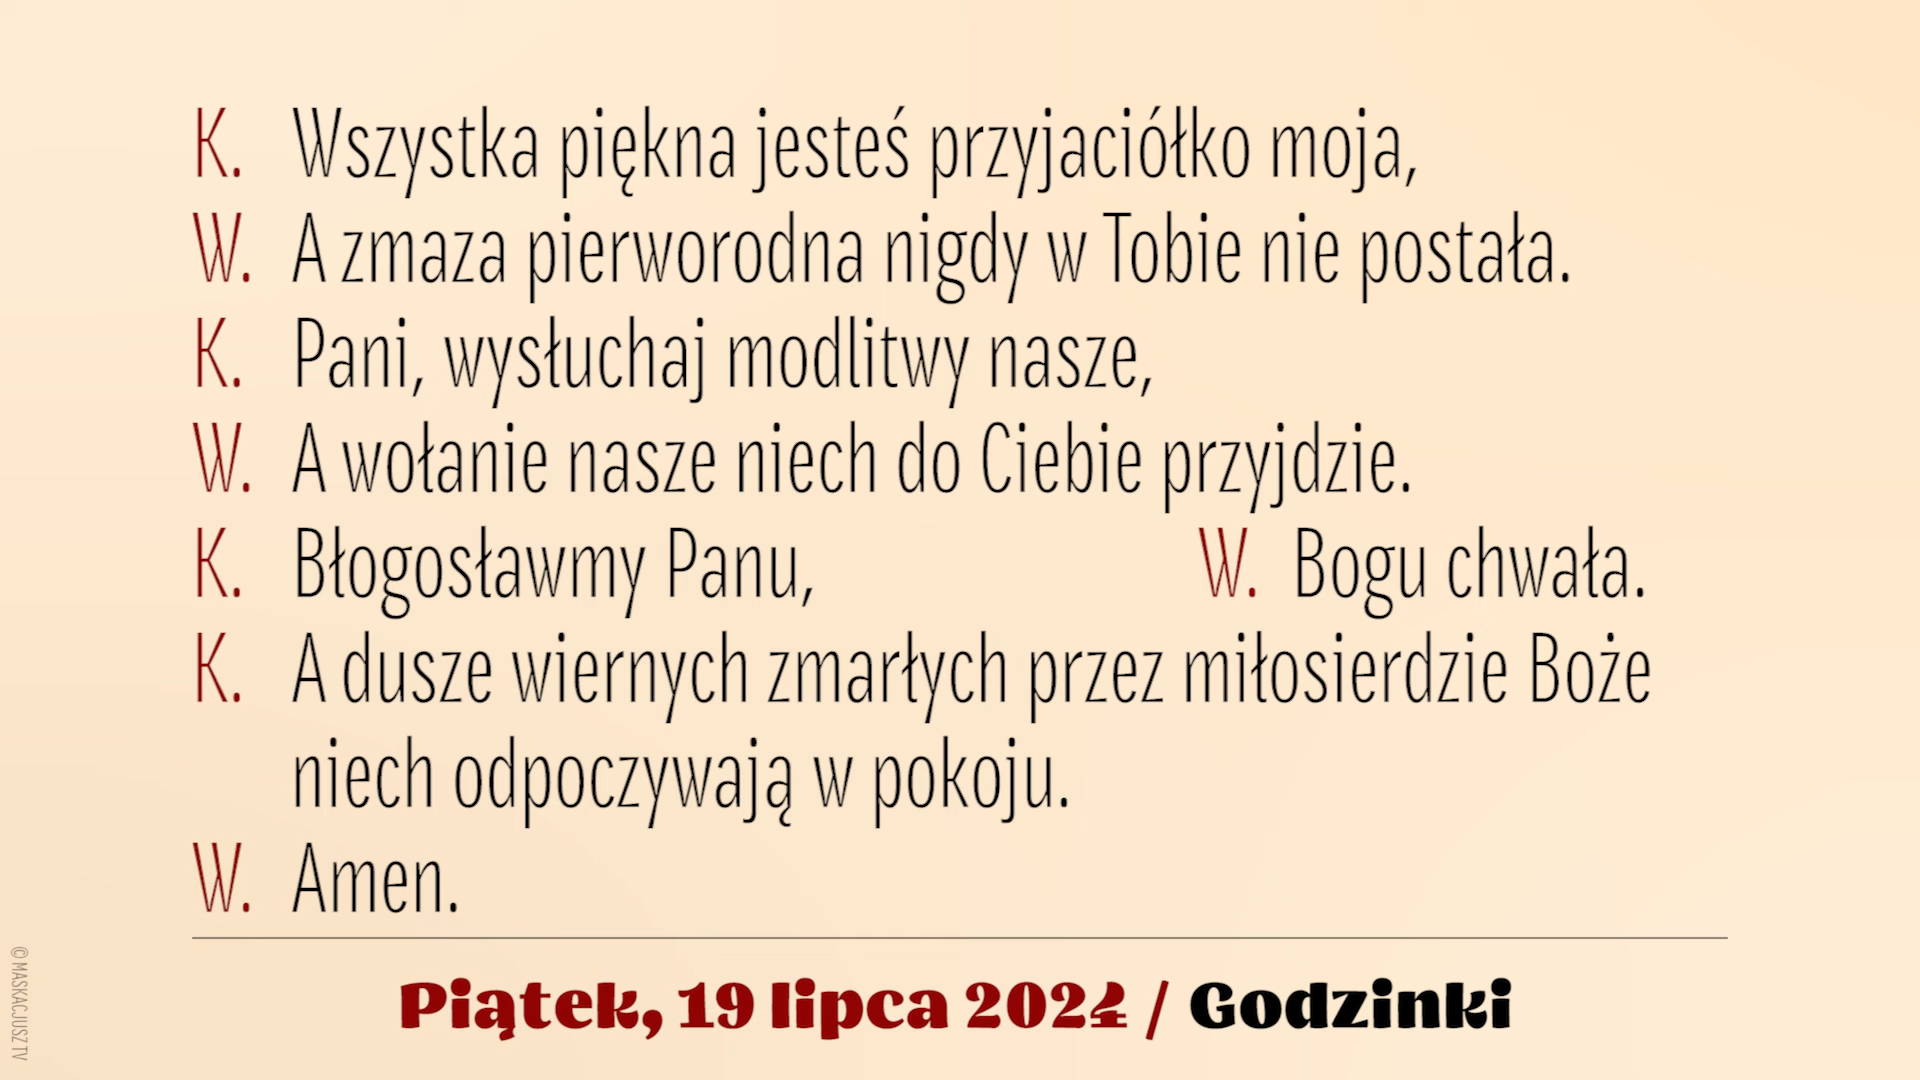 K. Wszystka piękna jesteś przyjaciółko moja,
W. A zmaza pierworodna nigdy w Tobie nie postała.
K. Pani, wysłuchaj modlitwy nasze,
W. A wołanie nasze niech do Ciebie przyjdzie.
K. Błogosławmy Panu, W. Bogu chwała.
K. A dusze wiernych zmarłych przez miłosierdzie Boże
niech odpoczywają w pokoju.
W. Amen.
Piątek, 19 lipca 2024 / Godzinki
© MASKACJUSZ TV